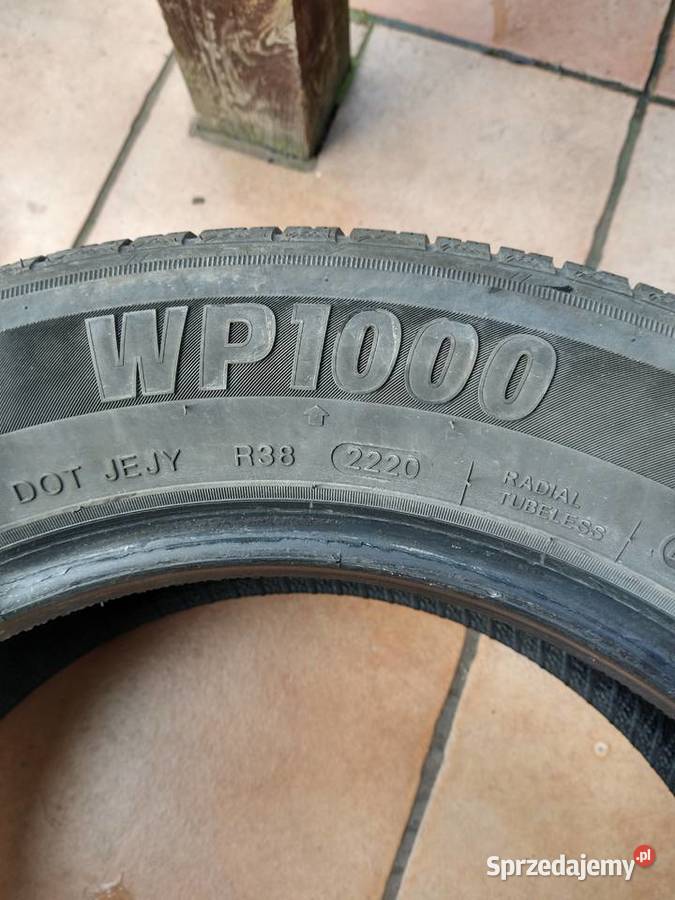 WP1000
DOT JEJY R38 2220 RADIAL
TUBELESS
Sprzedajemy.pl